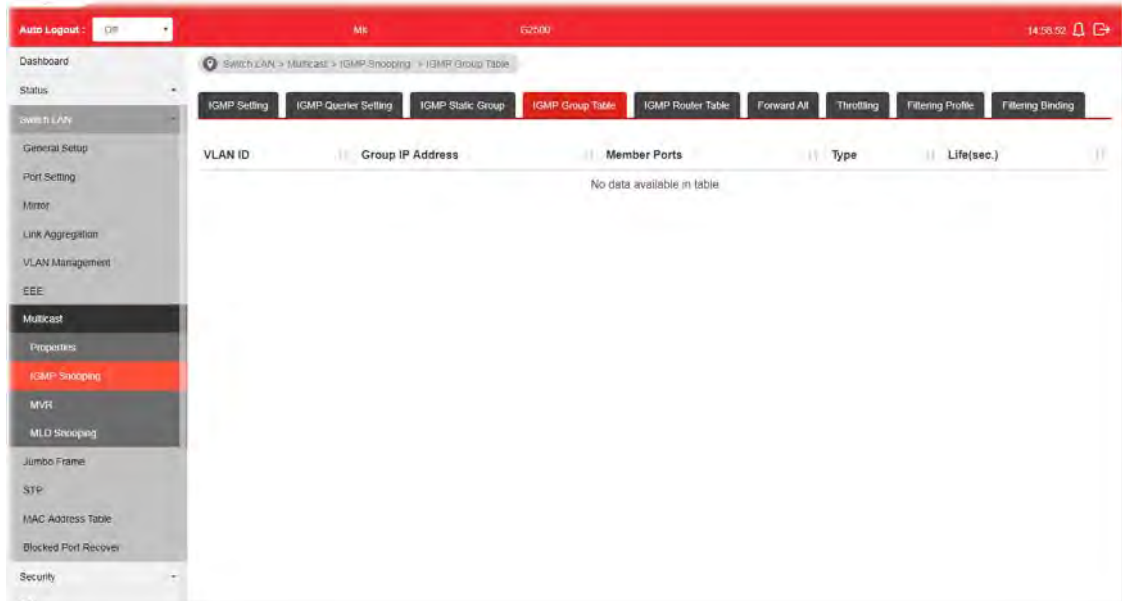 Auto Logout : Off Mk G2500 14:56:52
Dashboard
Switch LAN > Multicast > IGMP Snooping > IGMP Group Table
Status
IGMP Setting IGMP Querier Setting IGMP Static Group IGMP Group Table IGMP Router Table Forward All Throttling Filtering Profile Filtering Binding
Switch LAN
General Setup
VLAN ID Group IP Address Member Ports Type Life(sec.)
Port Setting
No data available in table
Mirror
Link Aggregation
VLAN Management
EEE
Multicast
Properties
IGMP Snooping
MVR
MLD Snooping
Jumbo Frame
STP
MAC Address Table
Blocked Port Recover
Security